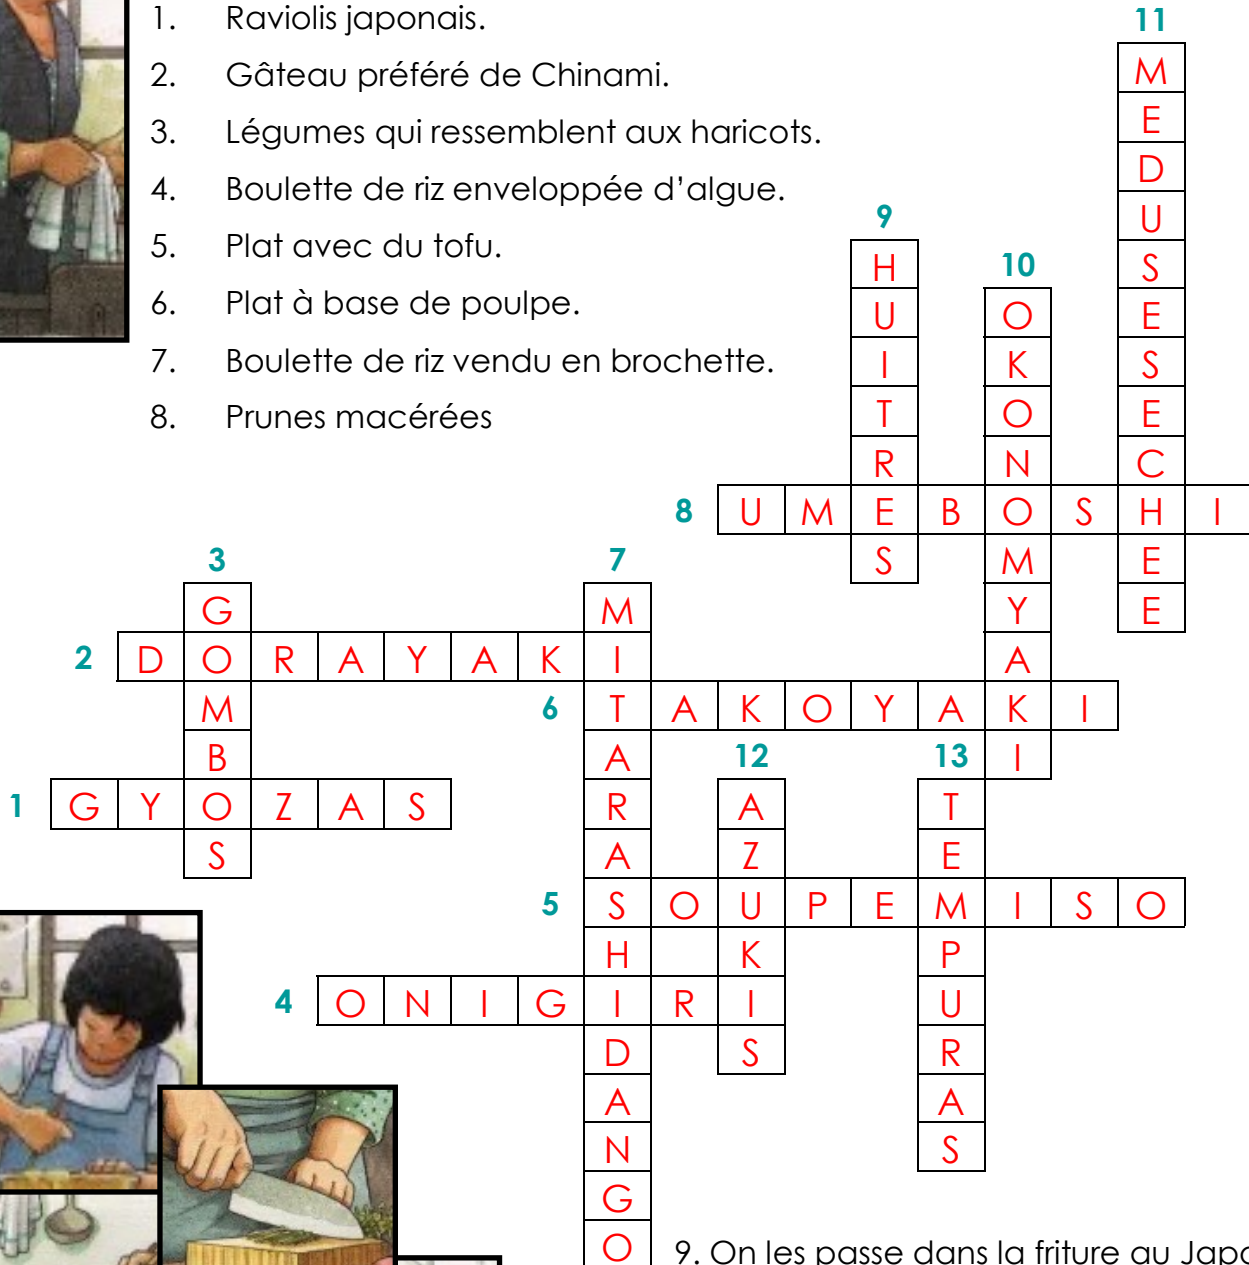 1. Raviolis japonais.
2. Gâteau préféré de Chinami.
3. Légumes qui ressemblent aux haricots.
4. Boulette de riz enveloppée d’algue.
5. Plat avec du tofu.
6. Plat à base de poulpe.
7. Boulette de riz vendu en brochette.
8. Prunes macérées
11
MEDUSESECHEE
9
HUITRES
10
OKONOMYAKI
8 UMEBOSHI
3
GOMBOS
7
MITARASHIDANGO
2 DORAYAKI
6 TAKOYAKI
12
AZUKIS
13
TEMPURAS
1 GYOZAS
5 SOUPEMISO
4 ONIGIRI
9. On les passe dans la friture au